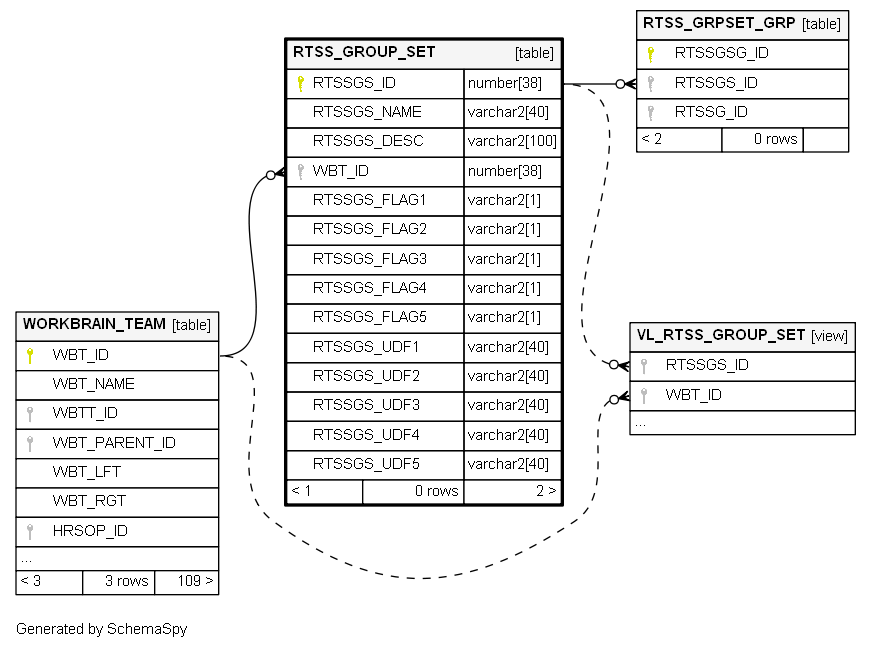 RTSS_GROUP_SET [table]
RTSSGS_ID number[38]
RTSSGS_NAME varchar2[40]
RTSSGS_DESC varchar2[100]
WBT_ID number[38]
RTSSGS_FLAG1 varchar2[1]
RTSSGS_FLAG2 varchar2[1]
RTSSGS_FLAG3 varchar2[1]
RTSSGS_FLAG4 varchar2[1]
RTSSGS_FLAG5 varchar2[1]
RTSSGS_UDF1 varchar2[40]
RTSSGS_UDF2 varchar2[40]
RTSSGS_UDF3 varchar2[40]
RTSSGS_UDF4 varchar2[40]
RTSSGS_UDF5 varchar2[40]
< 1 0 rows 2 >
RTSS_GRPSET_GRP [table]
RTSSGSG_ID
RTSSGS_ID
RTSSG_ID
< 2 0 rows
WORKBRAIN_TEAM [table]
WBT_ID
WBT_NAME
WBTT_ID
WBT_PARENT_ID
WBT_LFT
WBT_RGT
HRSOP_ID
...
< 3 3 rows 109 >
VL_RTSS_GROUP_SET [view]
RTSSGS_ID
WBT_ID
...
Generated by SchemaSpy